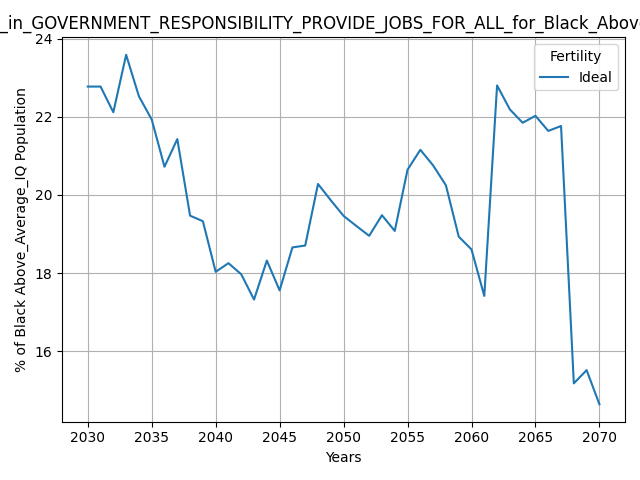 _in_GOVERNMENT_RESPONSIBILITY_PROVIDE_JOBS_FOR_ALL_for_Black_Above
Fertility
Ideal
24
22
20
18
16
% of Black Above_Average_IQ Population
2030 2035 2040 2045 2050 2055 2060 2065 2070
Years